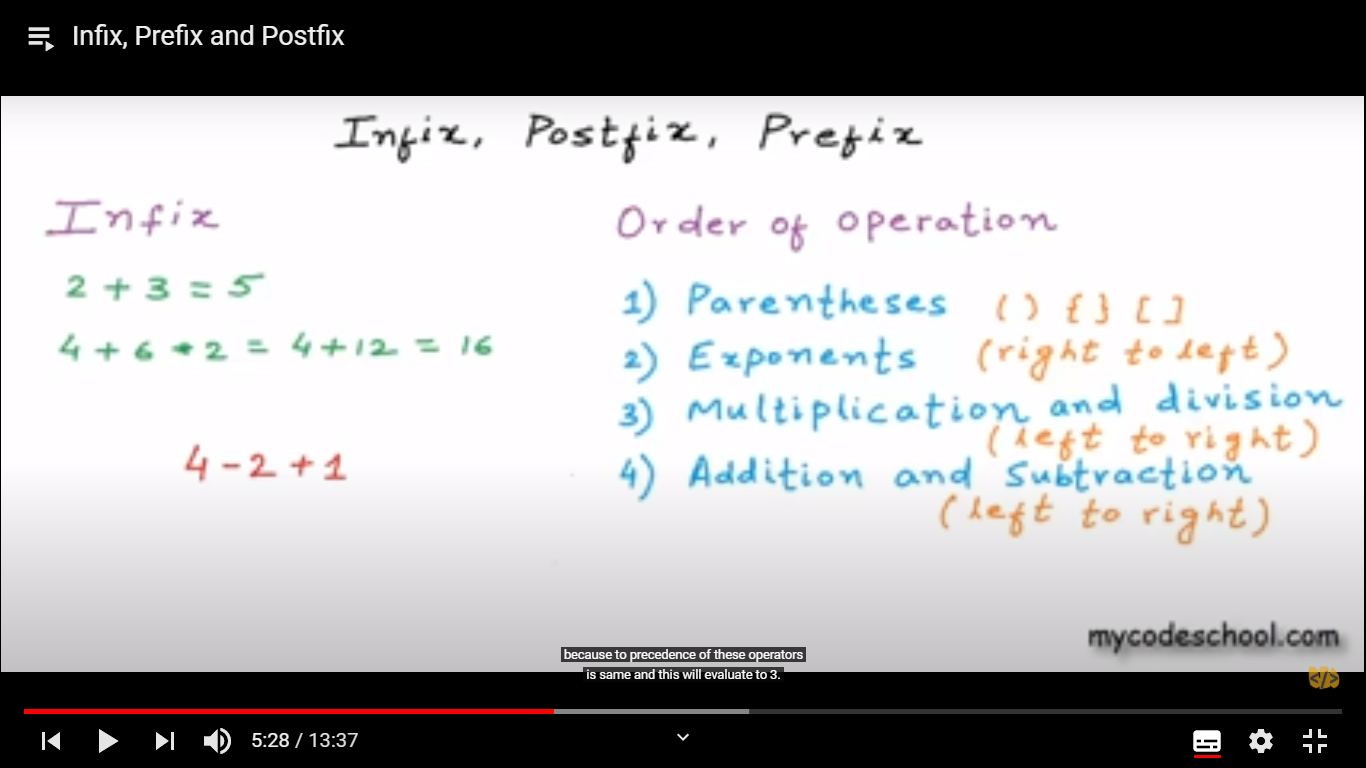 Infix, Prefix and Postfix
Infix, Postfix, Prefix
Infix
2 + 3 = 5
4 + 6 * 2 = 4 + 12 = 16
4 - 2 + 1
Order of operation
1) Parentheses ( ) { } [ ]
2) Exponents (right to left)
3) Multiplication and division
(left to right)
4) Addition and Subtraction
(left to right)
mycodeschool.com
because to precedence of these operators
is same and this will evaluate to 3.
</>
5:28 / 13:37